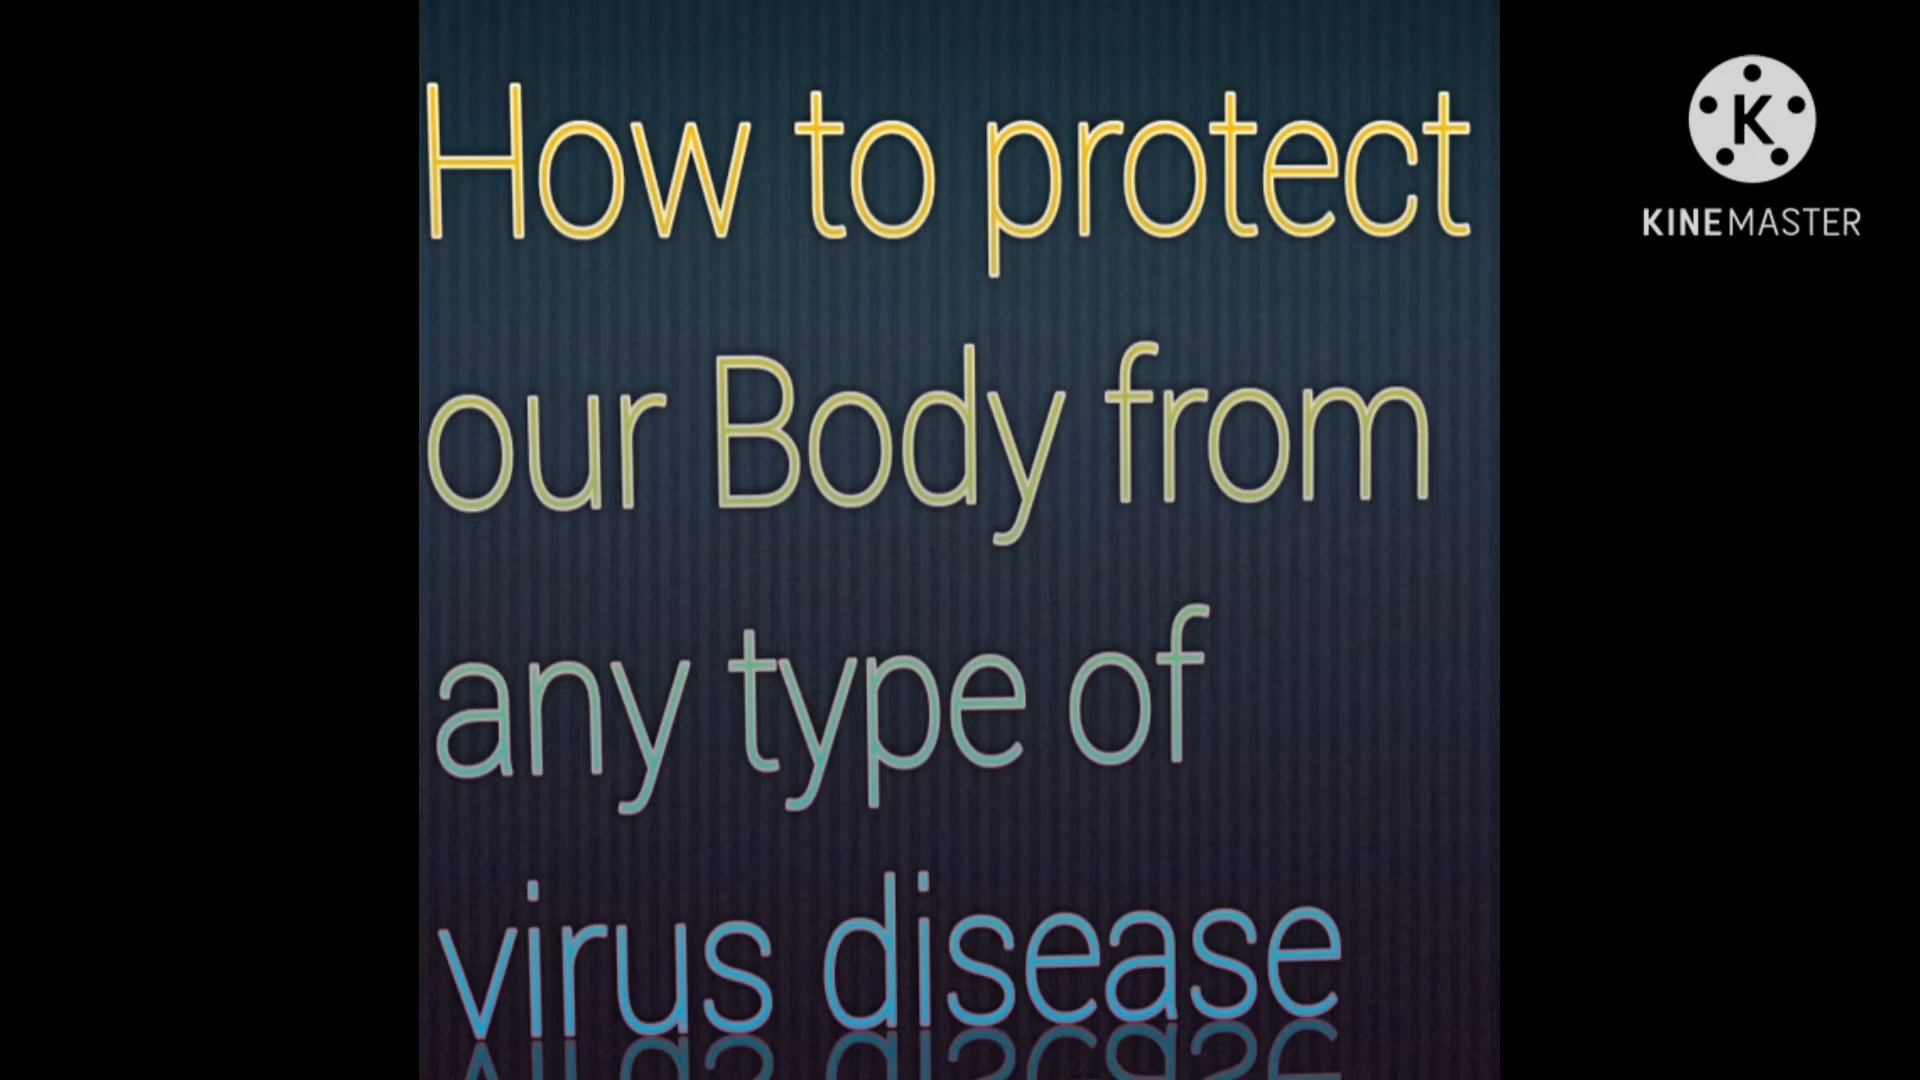 How to protect
our Body from
any type of
virus disease
K
KINEMASTER